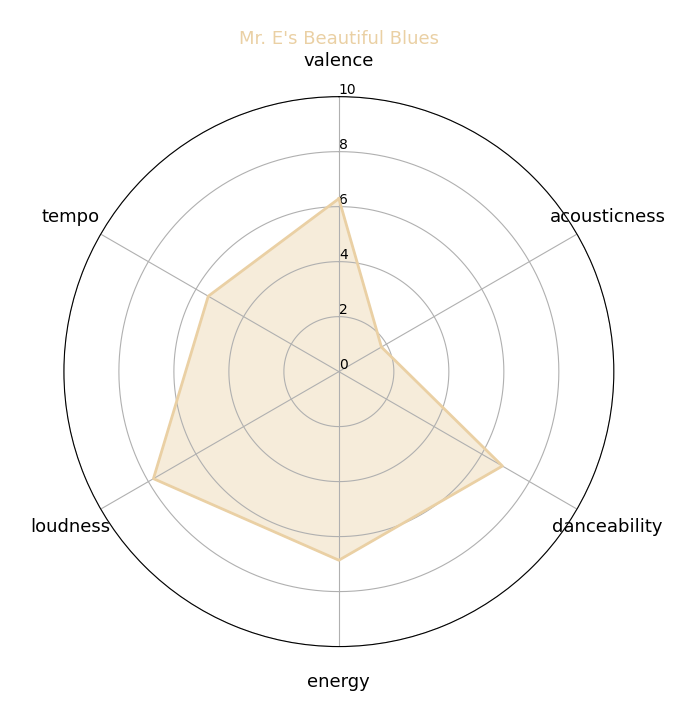 Mr. E's Beautiful Blues
valence
10
8
tempo
acousticness
6
4
2
0
loudness
danceability
energy